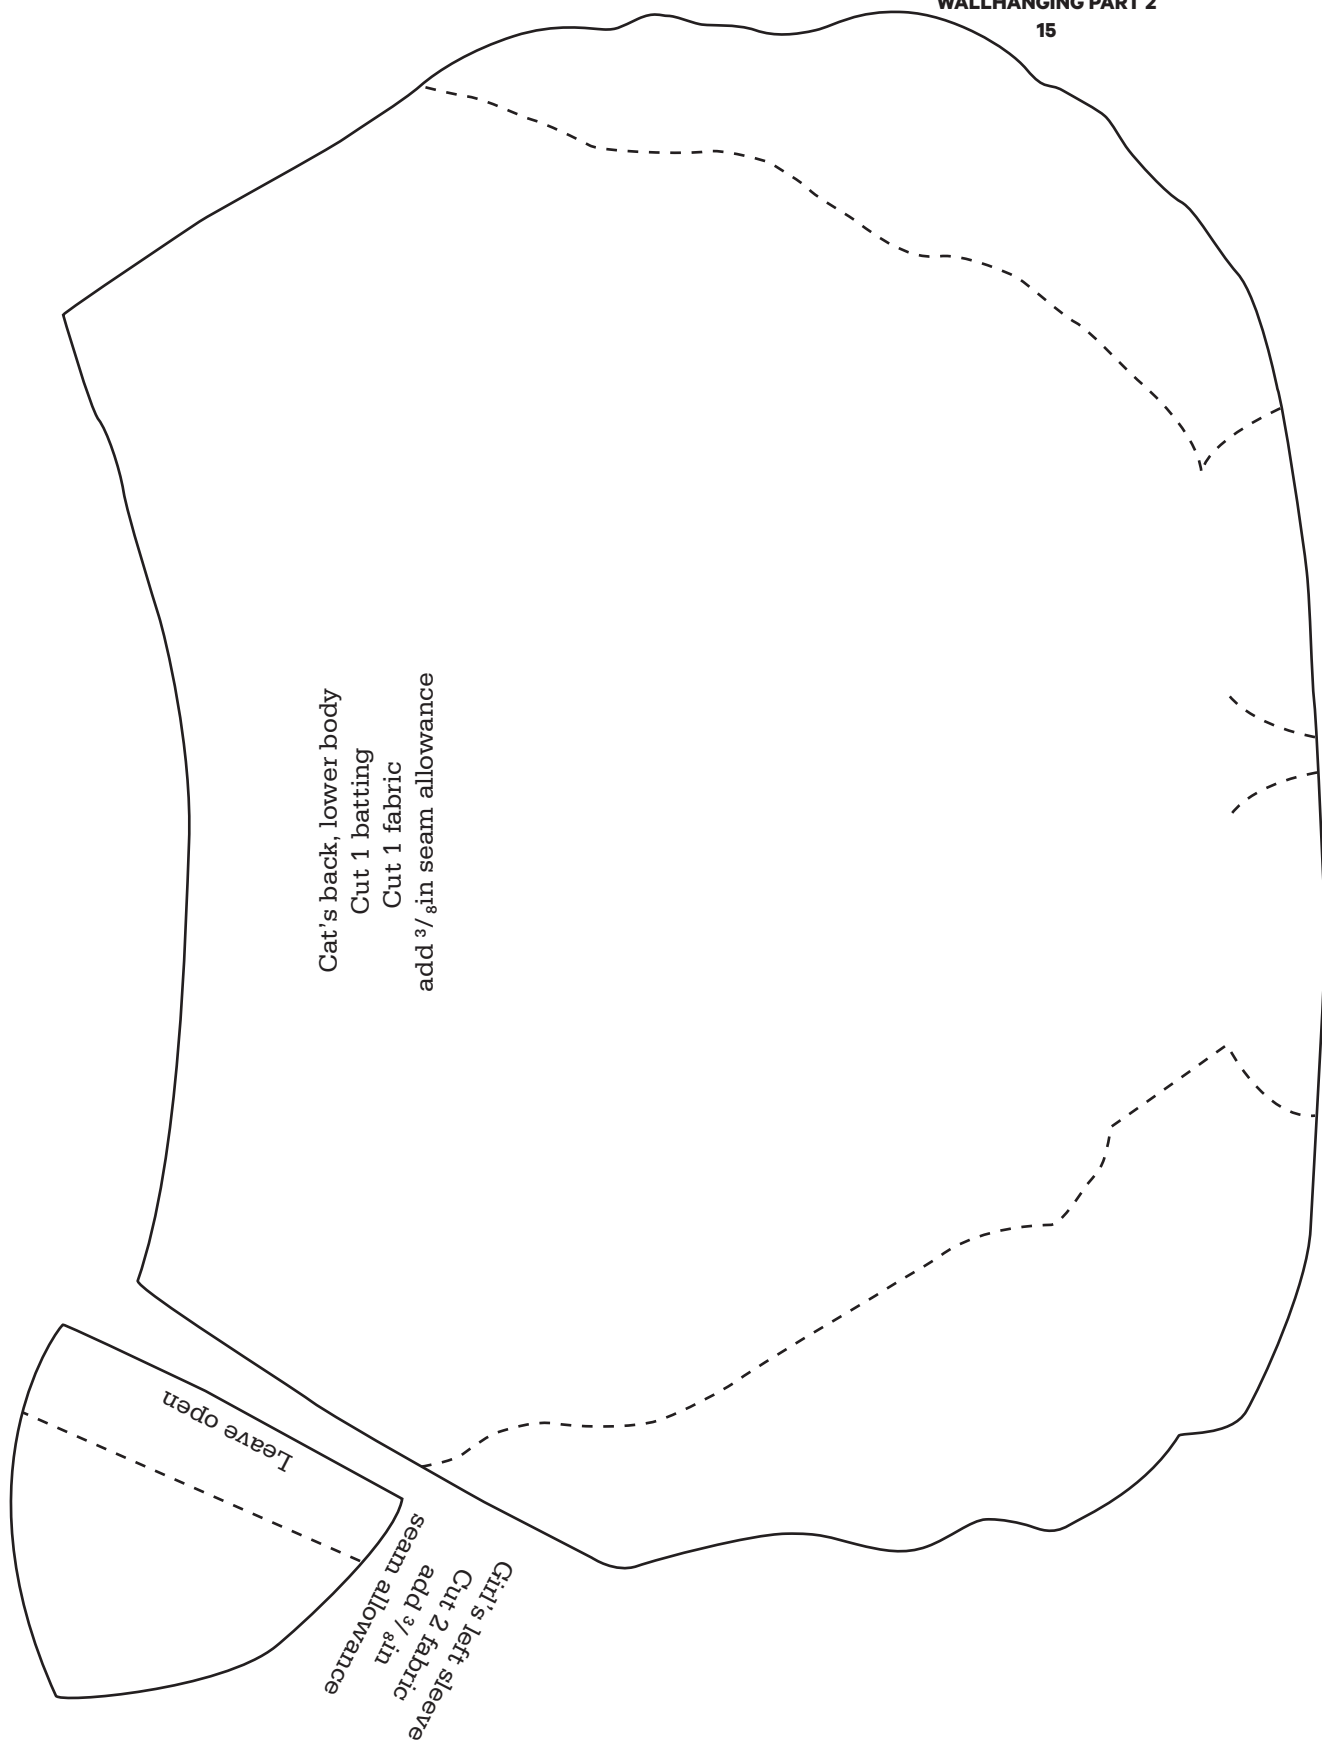 WALLHANGING PART 2
15
Cat's back, lower body
Cut 1 batting
Cut 1 fabric
add 3/8in seam allowance
Leave open
Girl's left sleeve
Cut 2 fabric
add 3/8in
seam allowance